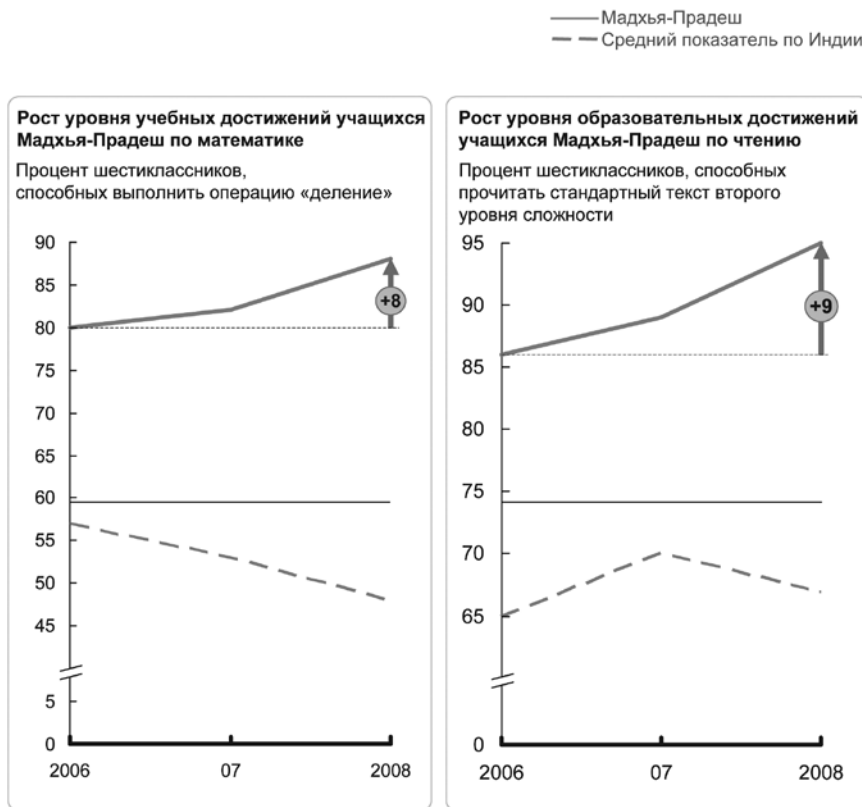 Мадхья-Прадеш
Средний показатель по Индии
Рост уровня учебных достижений учащихся
Мадхья-Прадеш по математике
Процент шестиклассников,
способных выполнить операцию «деление»
90
85
80
75
70
65
60
55
50
45
5
0
+8
2006
07
2008
Рост уровня образовательных достижений
учащихся Мадхья-Прадеш по чтению
Процент шестиклассников, способных
прочитать стандартный текст второго
уровня сложности
95
90
85
80
75
70
65
0
+9
2006
07
2008